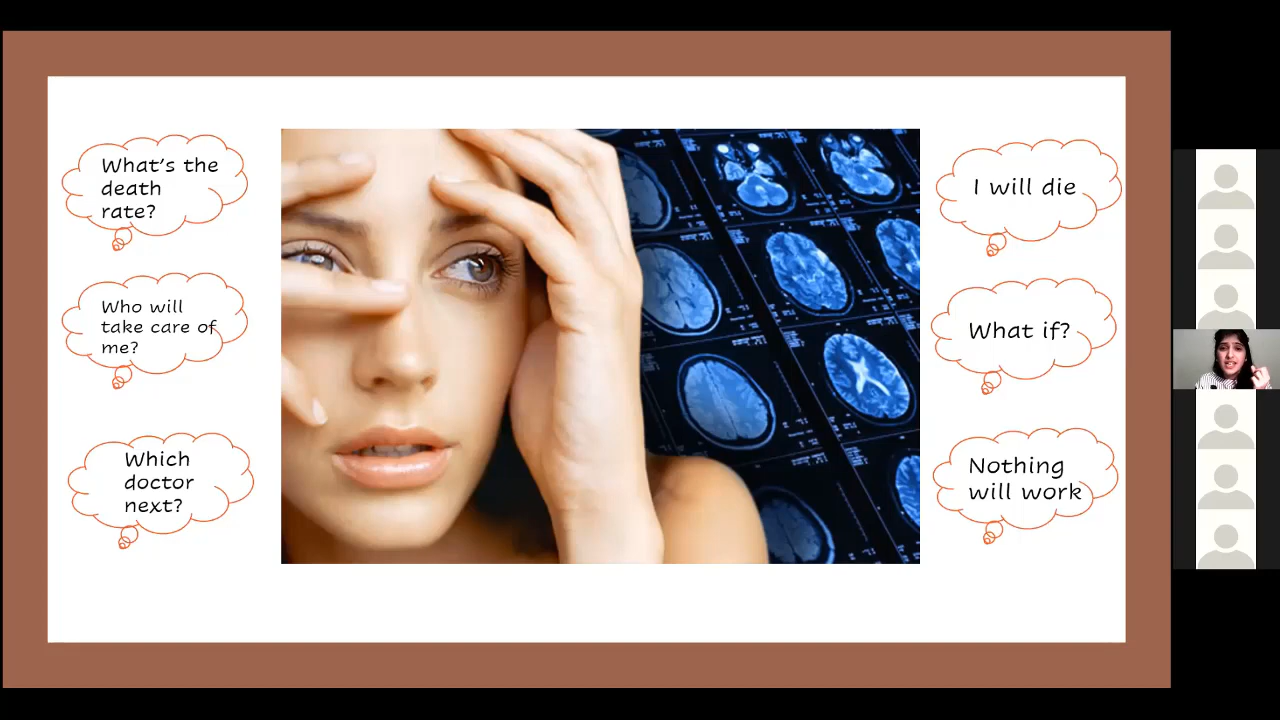 What's the
death
rate?
Who will
take care of
me?
Which
doctor
next?
I will die
What if?
Nothing
will work